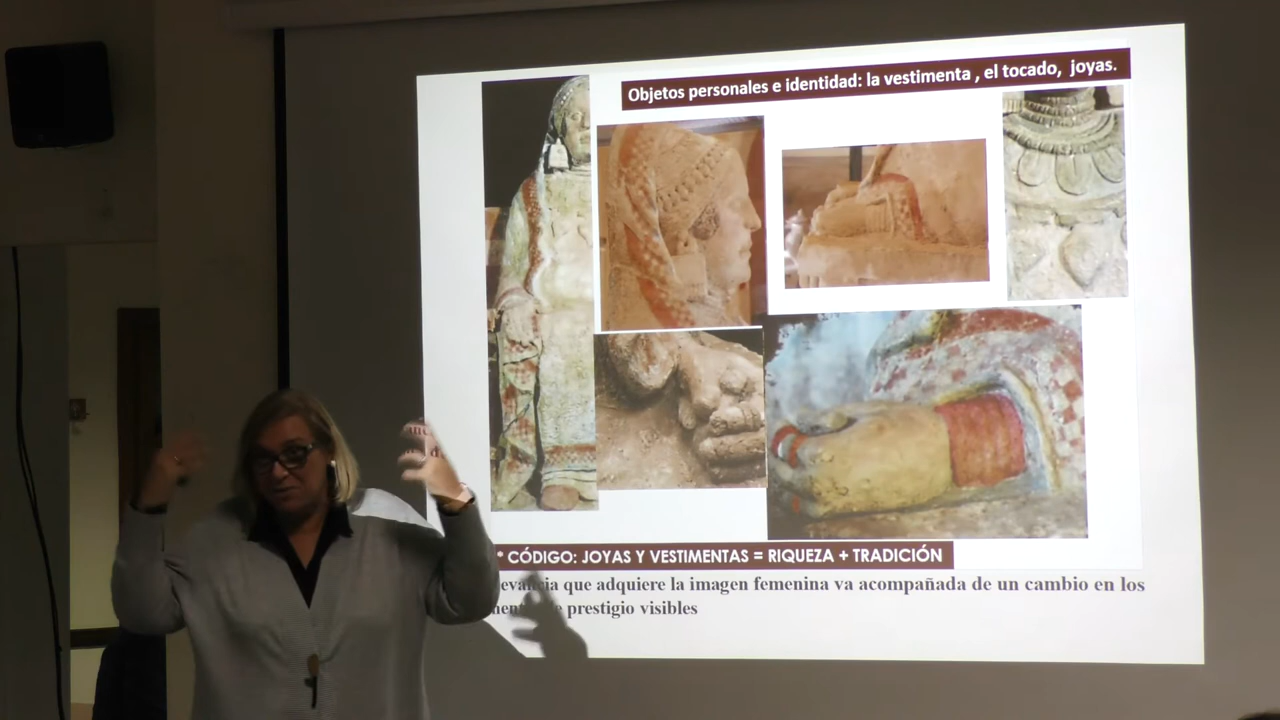 Objetos personales e identidad: la vestimenta , el tocado, joyas.
* CÓDIGO: JOYAS Y VESTIMENTAS = RIQUEZA + TRADICIÓN
que adquiere la imagen femenina va acompañada de un cambio en los
prestigio visibles